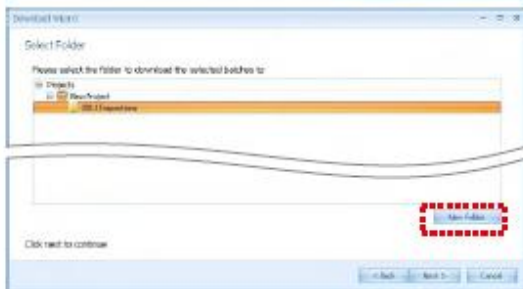 Download Wizard
Select Folder
Please select the folder to download the selected batches to
Projects
New Project
New Folder
Click next to continue
< Back
Next >
Cancel